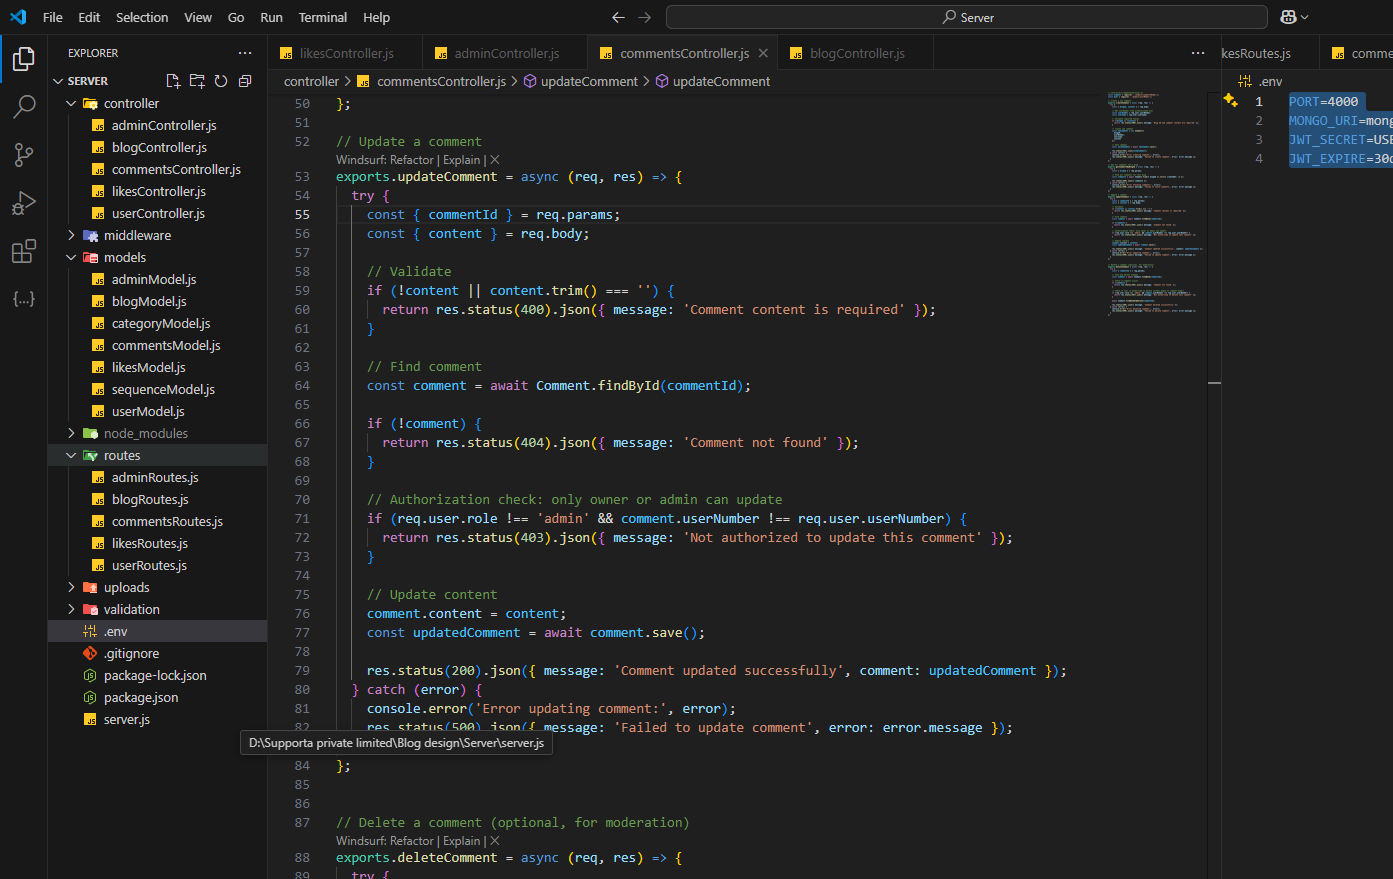 File Edit Selection View Go Run Terminal Help
Server
EXPLORER
SERVER
controller
adminController.js
blogController.js
commentsController.js
likesController.js
userController.js
middleware
models
adminModel.js
blogModel.js
categoryModel.js
commentsModel.js
likesModel.js
sequenceModel.js
userModel.js
node_modules
routes
adminRoutes.js
blogRoutes.js
commentsRoutes.js
likesRoutes.js
userRoutes.js
uploads
validation
.env
.gitignore
package-lock.json
package.json
server.js
likesController.js adminController.js commentsController.js blogController.js
controller > commentsController.js > updateComment > updateComment
50 };
51
52 // Update a comment
Windsurf: Refactor | Explain | X
53 exports.updateComment = async (req, res) => {
54 try {
55 const { commentId } = req.params;
56 const { content } = req.body;
57
58 // Validate
59 if (!content || content.trim() === '') {
60 return res.status(400).json({ message: 'Comment content is required' });
61 }
62
63 // Find comment
64 const comment = await Comment.findById(commentId);
65
66 if (!comment) {
67 return res.status(404).json({ message: 'Comment not found' });
68 }
69
70 // Authorization check: only owner or admin can update
71 if (req.user.role !== 'admin' && comment.userNumber !== req.user.userNumber) {
72 return res.status(403).json({ message: 'Not authorized to update this comment' });
73 }
74
75 // Update content
76 comment.content = content;
77 const updatedComment = await comment.save();
78
79 res.status(200).json({ message: 'Comment updated successfully', comment: updatedComment });
80 } catch (error) {
81 console.error('Error updating comment:', error);
82 res.status(500).json({ message: 'Failed to update comment', error: error.message });
D:\Supporta private limited\Blog design\Server\server.js
84 };
85
86
87 // Delete a comment (optional, for moderation)
Windsurf: Refactor | Explain | X
88 exports.deleteComment = async (req, res) => {
89 try {
kesRoutes.js comme
.env
1 PORT=4000
2 MONGO_URI=mong
3 JWT_SECRET=USE
4 JWT_EXPIRE=30d